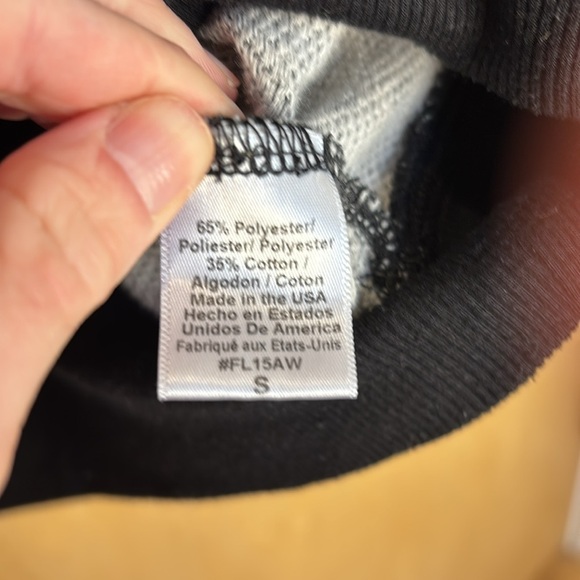 65% Polyester/
Poliester/ Polyester
35% Cotton /
Algodon / Coton
Made in the USA
Hecho en Estados
Unidos De America
Fabriqué aux Etats-Unis
#FL15AW
S